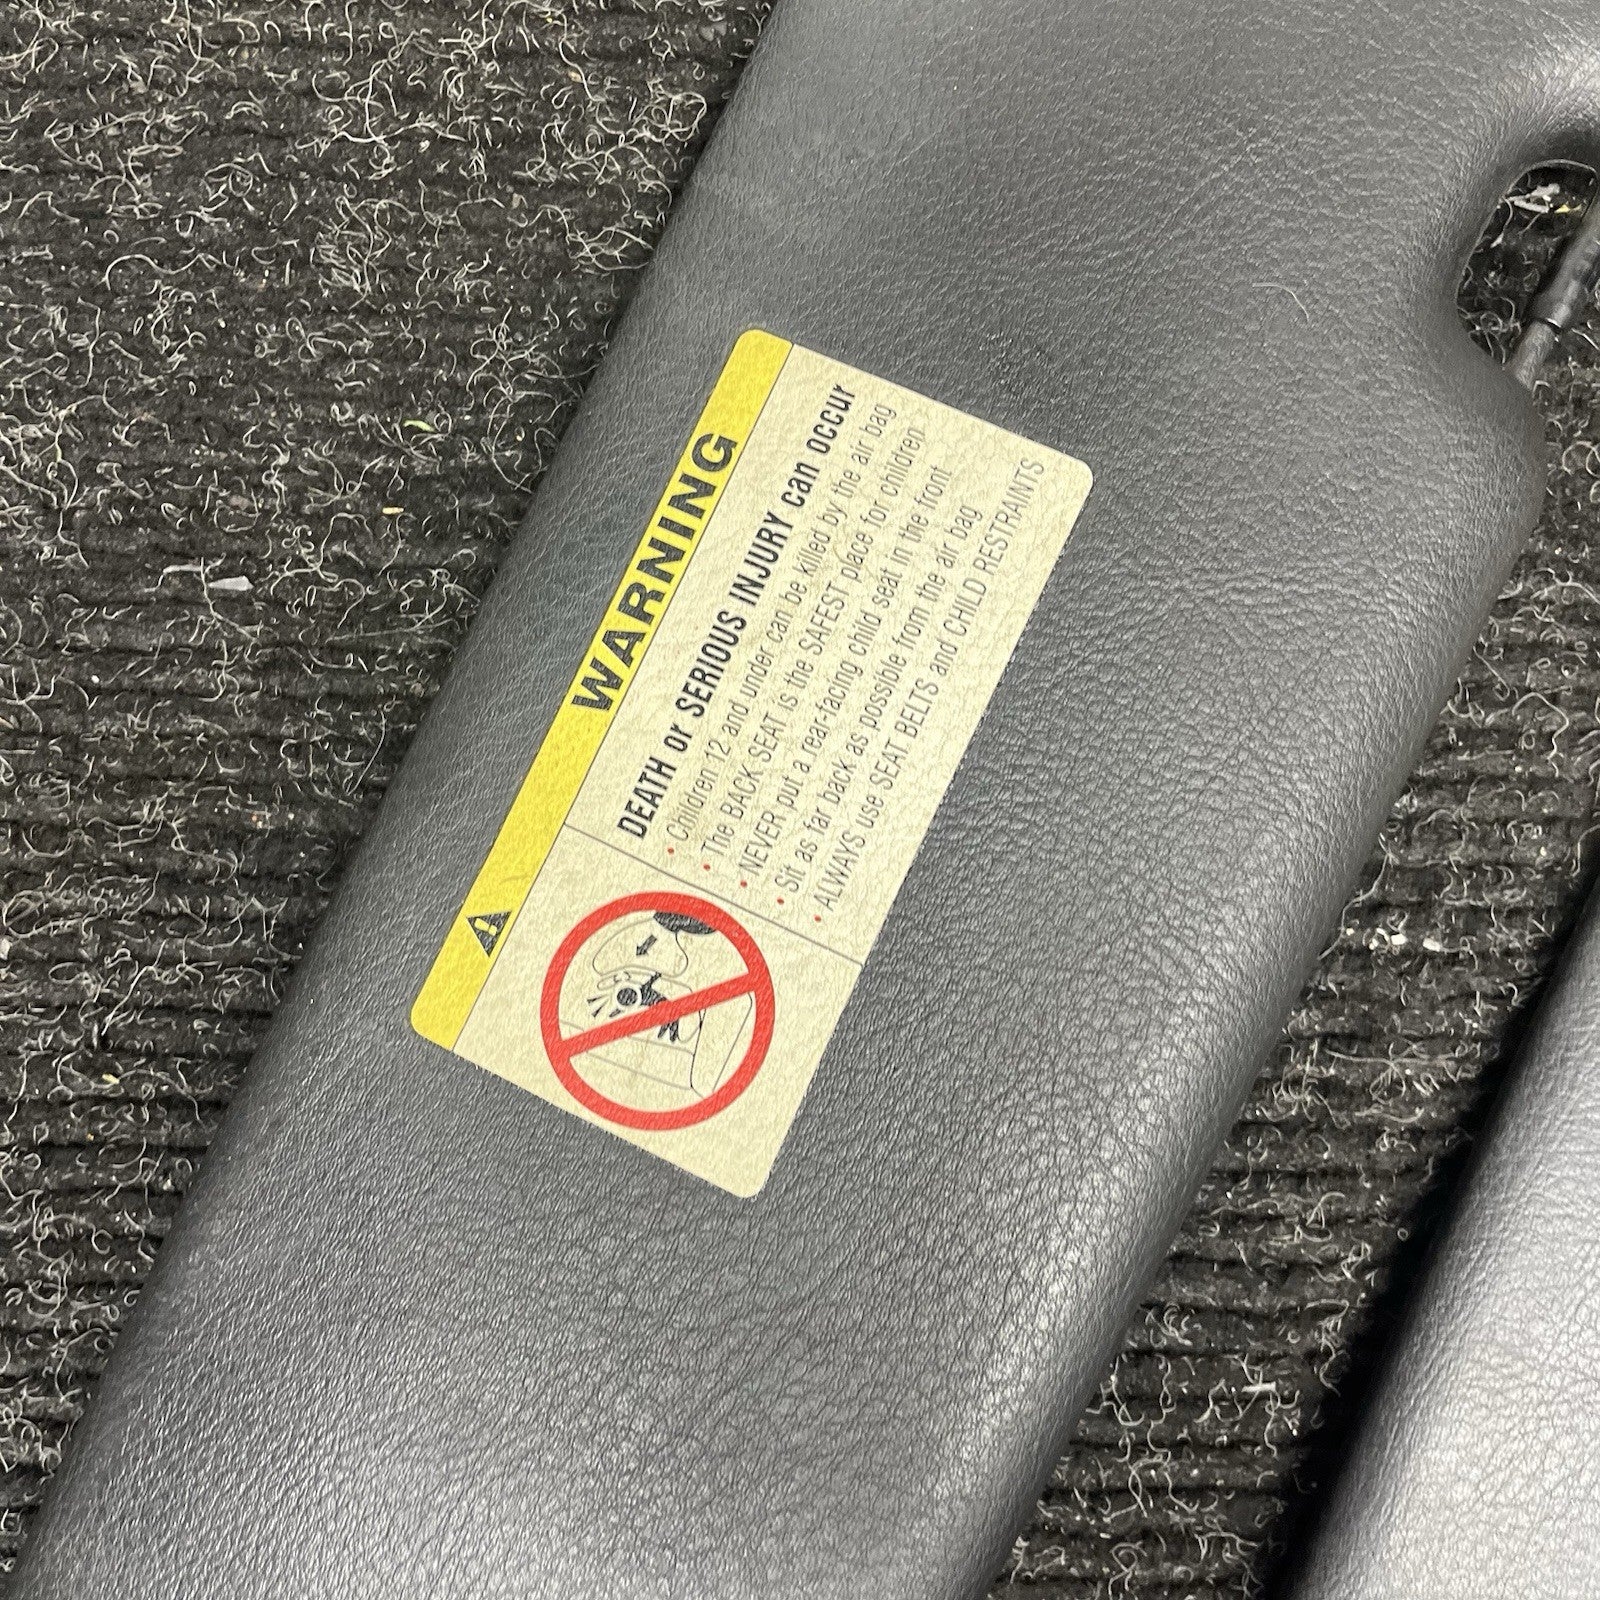 WARNING
DEATH or SERIOUS INJURY can occur
• Children 12 and under can be killed by the air bag
• The BACK SEAT is the SAFEST place for children
• NEVER put a rear-facing child seat in the front
• Sit as far back as possible from the air bag
• ALWAYS use SEAT BELTS and CHILD RESTRAINTS